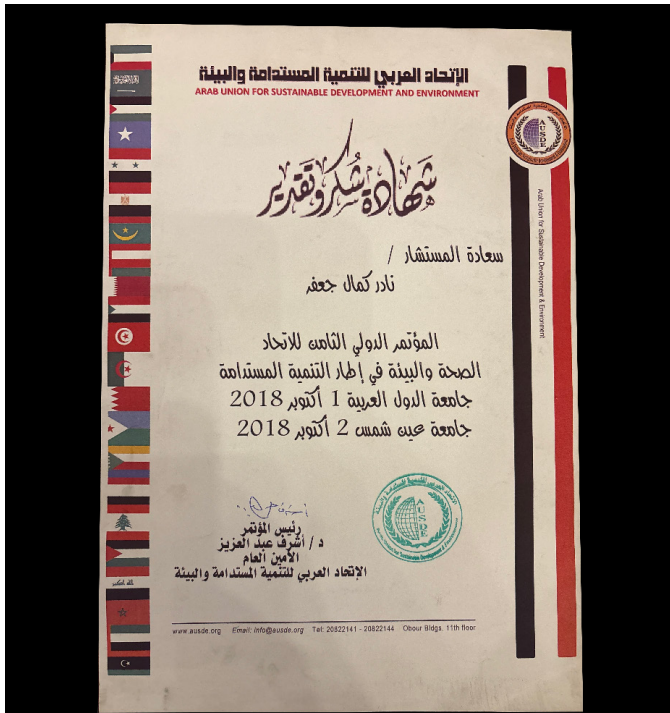 الإتحاد العربي للتنمية المستدامة والبيئة
ARAB UNION FOR SUSTAINABLE DEVELOPMENT AND ENVIRONMENT
شهادة شكر وتقدير
سعادة المستشار /
نادر كمال جعفر
المؤتمر الدولي الثامن للاتحاد
الصحة والبيئة في إطار التنمية المستدامة
جامعة الدول العربية 1 أكتوبر 2018
جامعة عين شمس 2 أكتوبر 2018
رئيس المؤتمر
د / أشرف عبد العزيز
الأمين العام
الإتحاد العربي للتنمية المستدامة والبيئة
AUSDE
Arab Union for Sustainable Development & Environment
AUSDE
www.ausde.org Email: info@ausde.org Tel: 20822141 - 20822144 Obour Bldgs. 11th floor